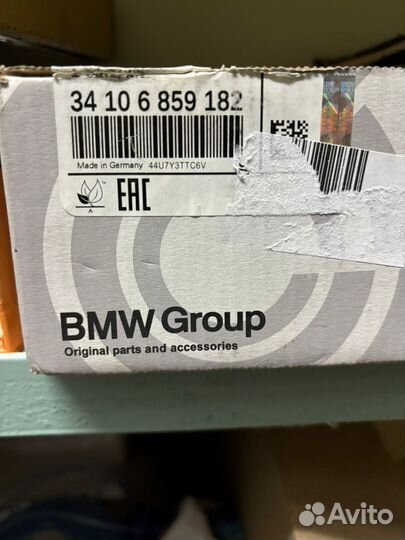 34 10 6 859 182
Made in Germany 44U7Y3TTC6V
A
EAC
BMW Group
Original parts and accessories
Avito